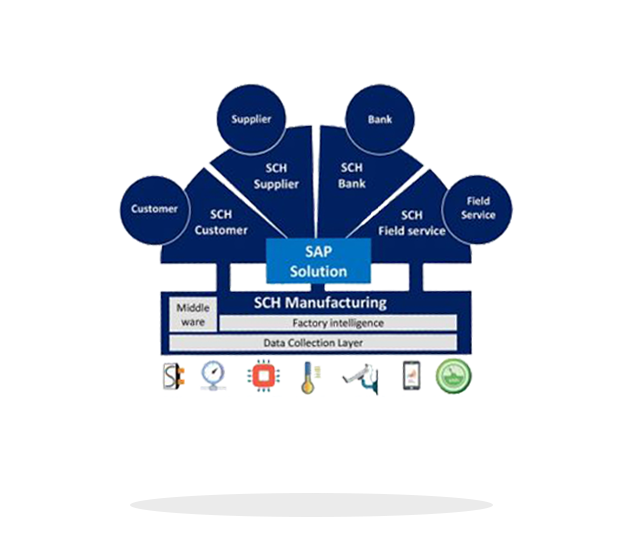 Supplier
Bank
SCH
Supplier
SCH
Bank
Customer
SCH
Customer
SCH
Field service
Field
Service
SAP
Solution
SCH Manufacturing
Middle
ware
Factory intelligence
Data Collection Layer